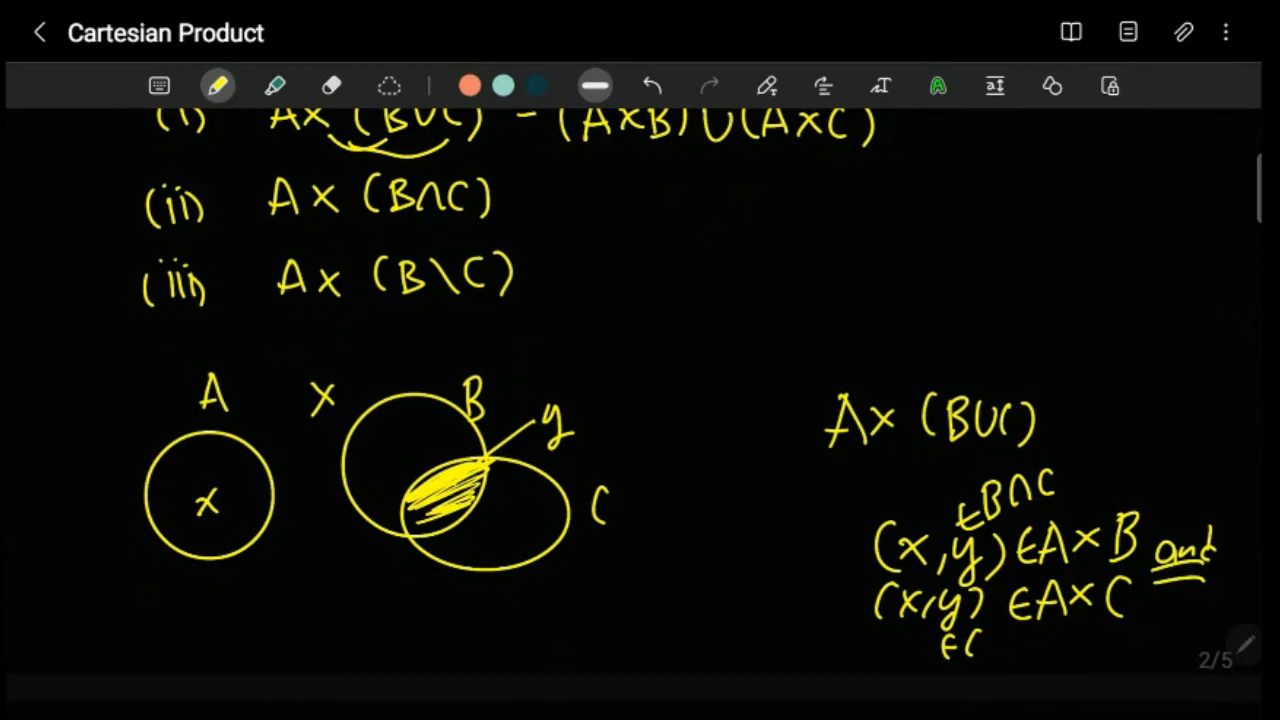 Cartesian Product
(i) A× (B∪C) = (A×B)∪(A×C)
(ii) A× (B∩C)
(iii) A× (B\C)
A × B y
x C
A× (B∪C)
∈B∩C
(x,y)∈A×B and
(x,y) ∈A×C
∈C
2/5